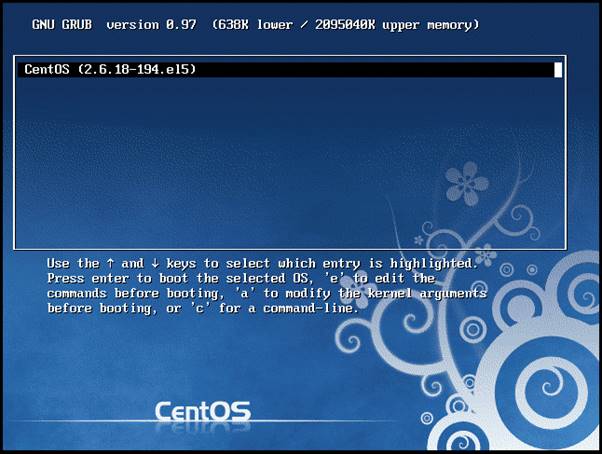 GNU GRUB  version 0.97  (638K lower / 2095040K upper memory)
CentOS (2.6.18-194.el5)
Use the ↑ and ↓ keys to select which entry is highlighted.
Press enter to boot the selected OS, 'e' to edit the
commands before booting, 'a' to modify the kernel arguments
before booting, or 'c' for a command-line.
CentOS